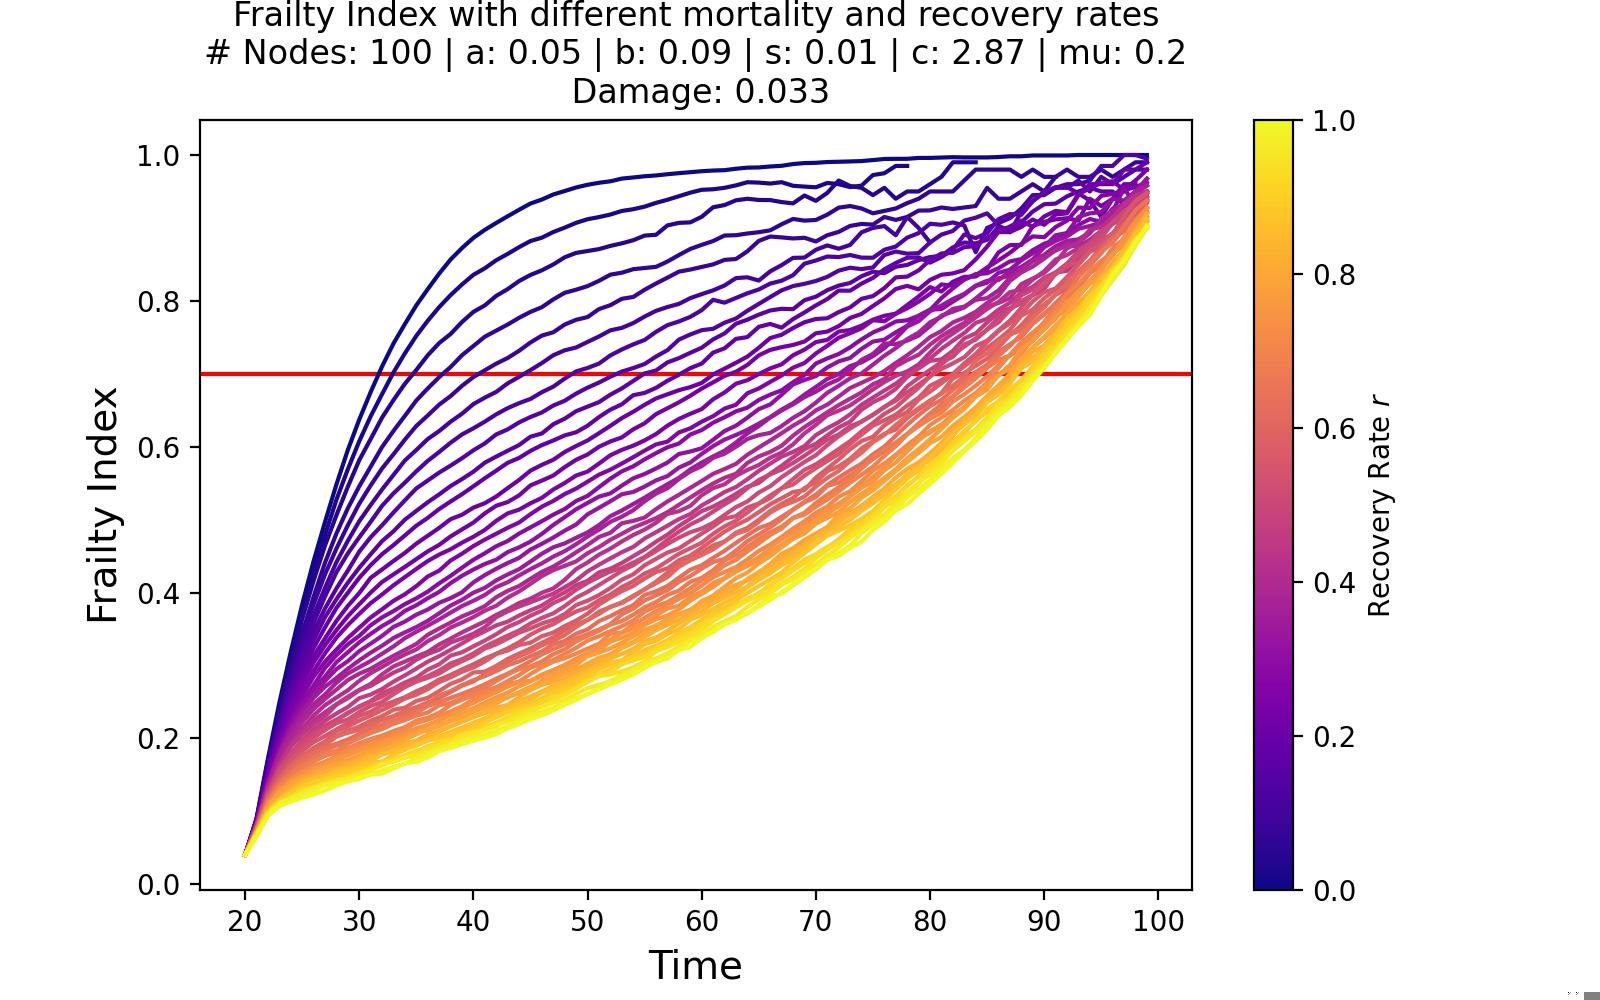 Frailty Index with different mortality and recovery rates
# Nodes: 100 | a: 0.05 | b: 0.09 | s: 0.01 | c: 2.87 | mu: 0.2
Damage: 0.033
1.0
0.8
0.6
0.4
0.2
0.0
Frailty Index
20 30 40 50 60 70 80 90 100
Time
1.0
0.8
0.6
0.4
0.2
0.0
Recovery Rate r